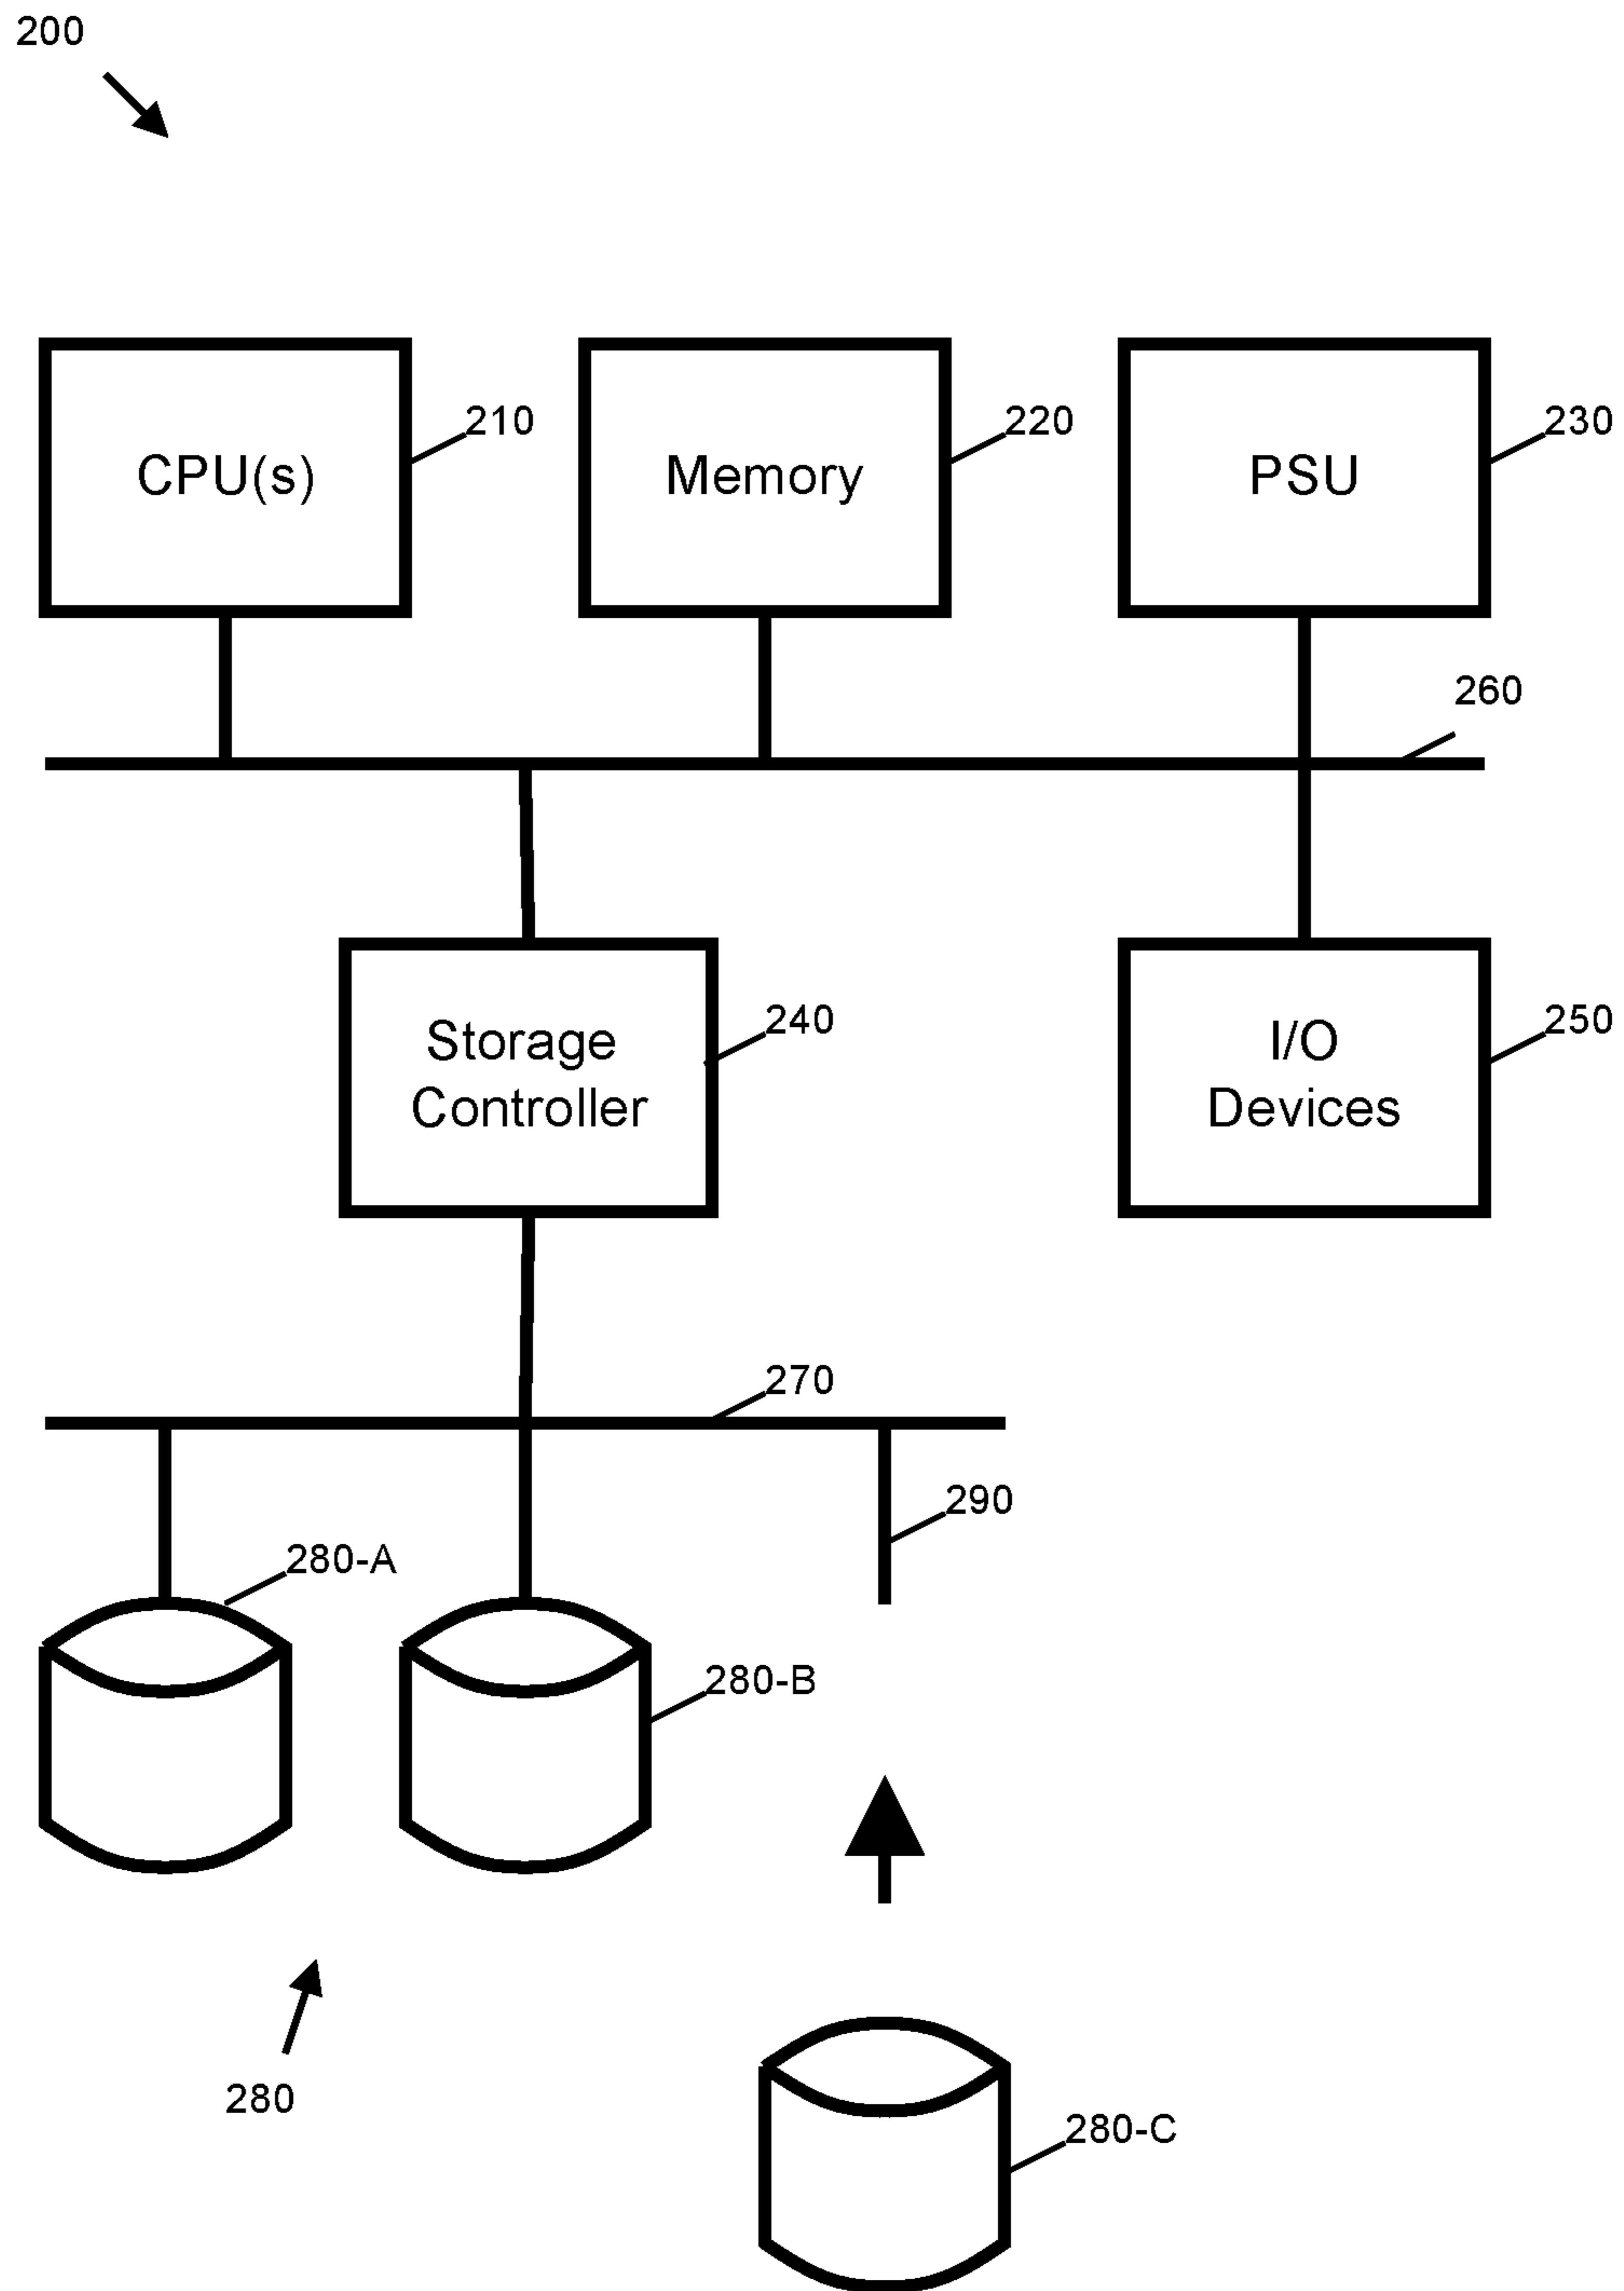 200
CPU(s)
210
Memory
220
PSU
230
260
Storage
Controller
240
I/O
Devices
250
270
290
280-A
280-B
280
280-C